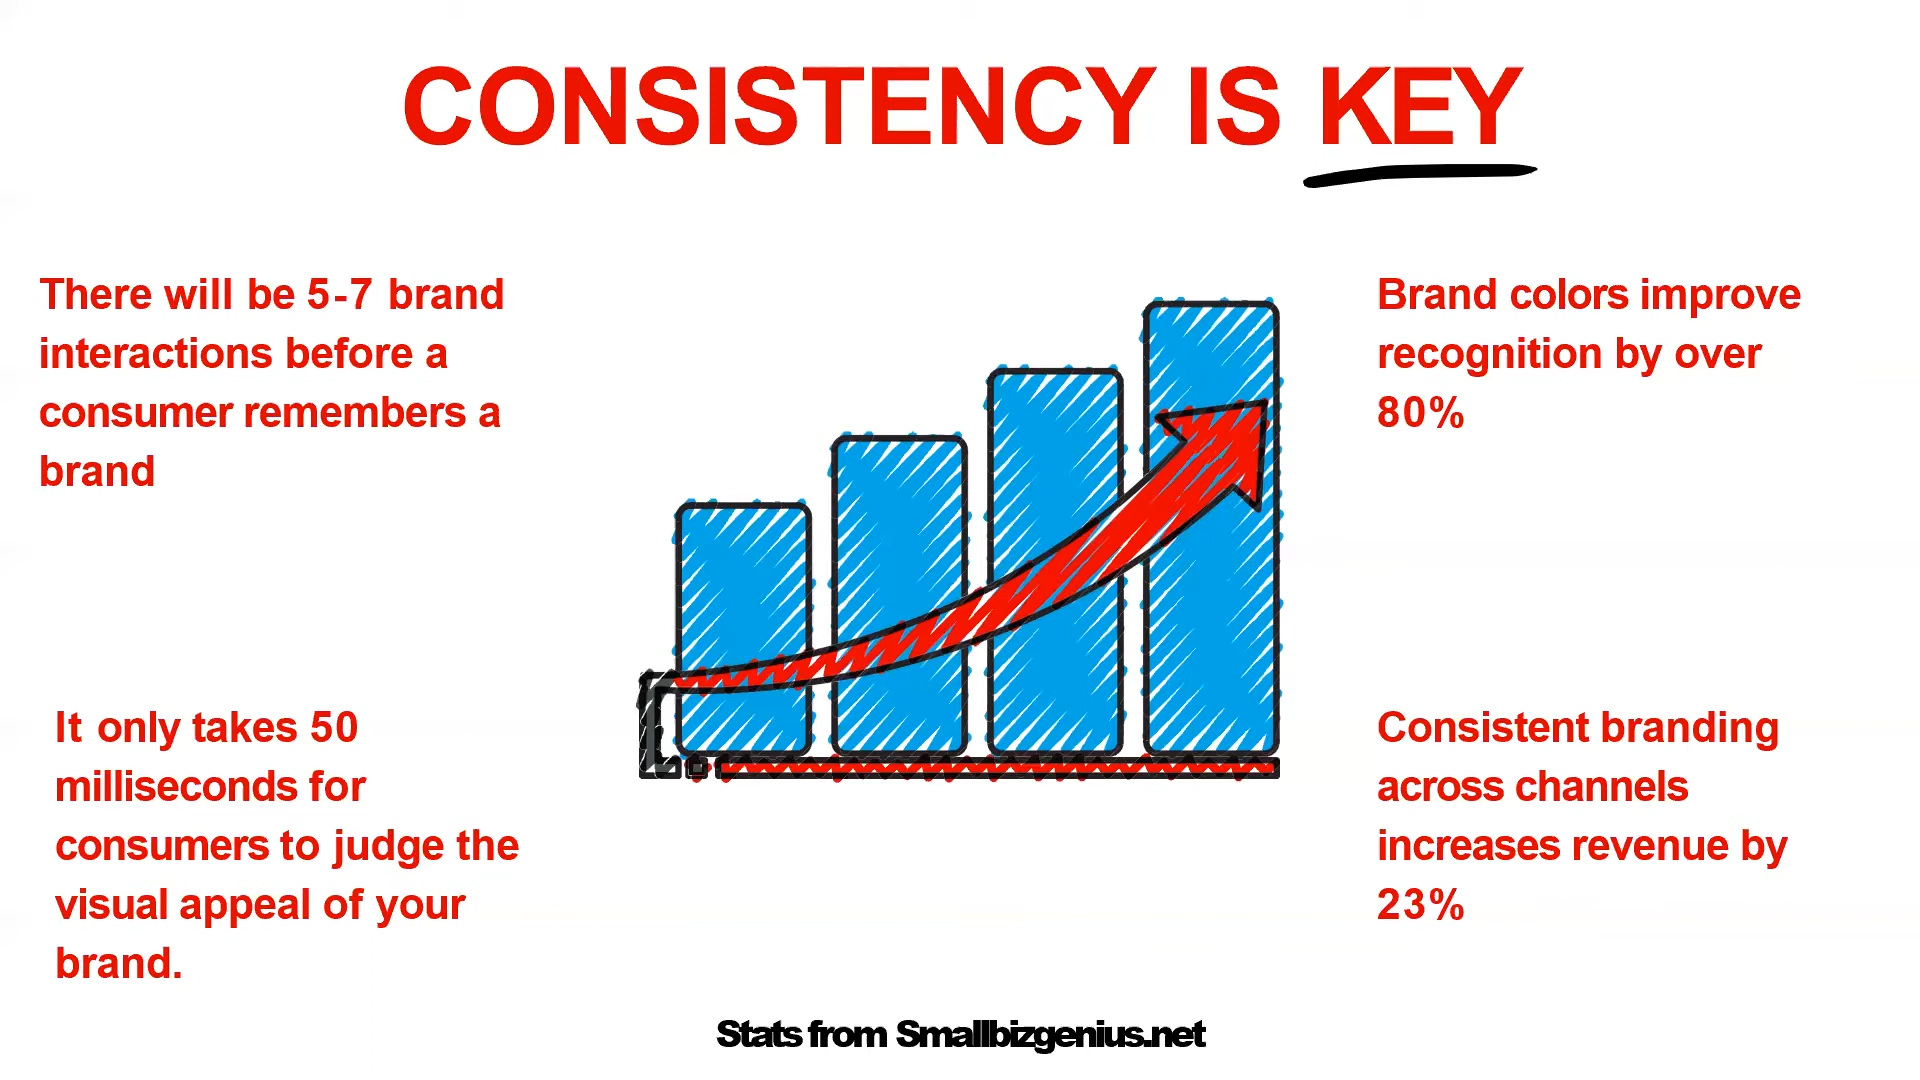 CONSISTENCY IS KEY
There will be 5-7 brand
interactions before a
consumer remembers a
brand
Brand colors improve
recognition by over
80%
It only takes 50
milliseconds for
consumers to judge the
visual appeal of your
brand.
Consistent branding
across channels
increases revenue by
23%
Stats from Smallbizgenius.net